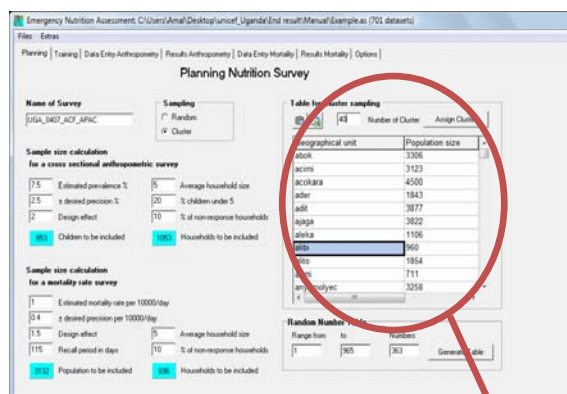 Emergency Nutrition Assessment: C:\Users\Amal\Desktop\unicef_Uganda\End result\Manual\Example.as (701 datasets)
Files Extras
Planning Training Data Entry Anthropometry Results Anthropometry Data Entry Mortality Results Mortality Options
Planning Nutrition Survey
Name of Survey
UGA_0407_ACF_APAC
Sampling
Random
Cluster
Sample size calculation
for a cross sectional anthropometric survey
7.5 Estimated prevalence % 5 Average household size
2.5 ± desired precision % 20 % children under 5
2 Design effect 10 % of non-response households
853 Children to be included 1053 Households to be included
Sample size calculation
for a mortality rate survey
1 Estimated mortality rate per 10000/day
0.4 ± desired precision per 10000/day
1.5 Design effect 5 Average household size
115 Recall period in days 10 % of non-response households
3132 Population to be included 696 Households to be included
Table for Cluster sampling
40 Number of Cluster Assign Cluster
Geographical unit Population size
abok 3306
acimi 3123
acokara 4500
ader 1843
adit 3877
ajaga 3822
aleka 1106
alibi 960
alito 1854
711
3258
Random Number Table
Range from to Numbers
1 965 363 Generate Table